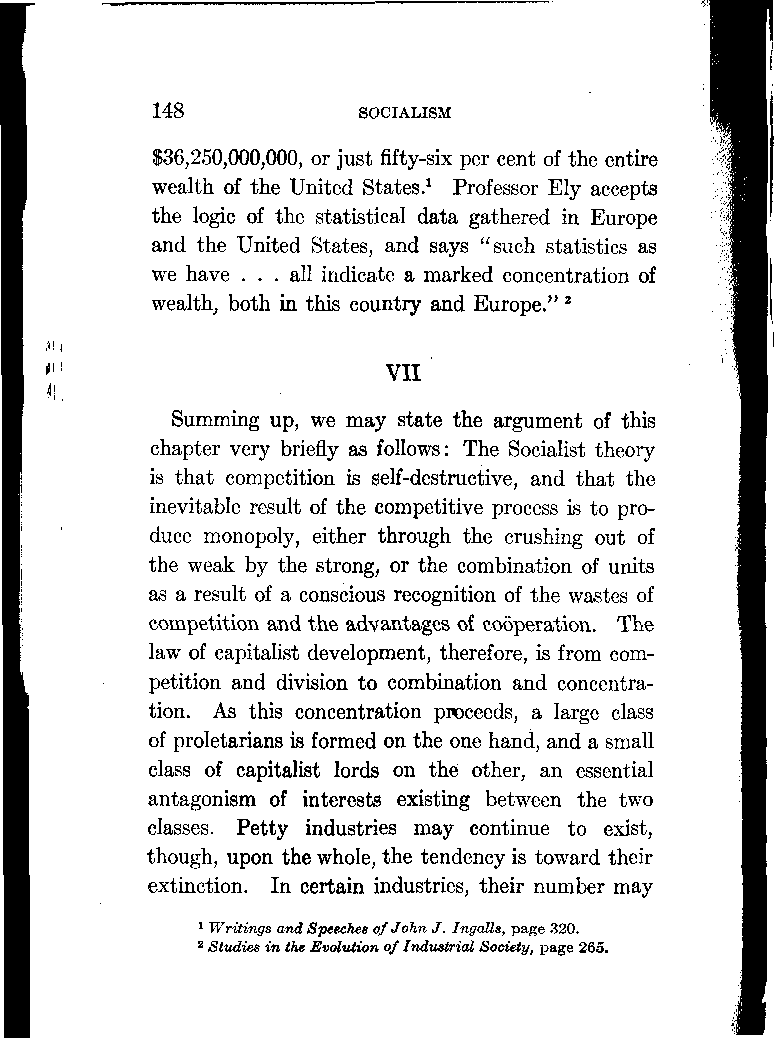 148 SOCIALISM
$36,250,000,000, or just fifty-six per cent of the entire
wealth of the United States.¹ Professor Ely accepts
the logic of the statistical data gathered in Europe
and the United States, and says “such statistics as
we have . . . all indicate a marked concentration of
wealth, both in this country and Europe.” ²
VII
Summing up, we may state the argument of this
chapter very briefly as follows: The Socialist theory
is that competition is self-destructive, and that the
inevitable result of the competitive process is to pro-
duce monopoly, either through the crushing out of
the weak by the strong, or the combination of units
as a result of a conscious recognition of the wastes of
competition and the advantages of coöperation. The
law of capitalist development, therefore, is from com-
petition and division to combination and concentra-
tion. As this concentration proceeds, a large class
of proletarians is formed on the one hand, and a small
class of capitalist lords on the other, an essential
antagonism of interests existing between the two
classes. Petty industries may continue to exist,
though, upon the whole, the tendency is toward their
extinction. In certain industries, their number may
¹ Writings and Speeches of John J. Ingalls, page 320.
² Studies in the Evolution of Industrial Society, page 265.